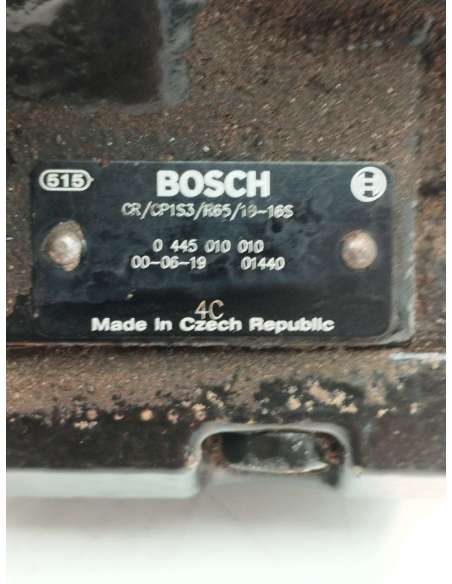 515 BOSCH
CR/CP1S3/R65/10-16S
0 445 010 010
00-06-19 01440
4C
Made in Czech Republic